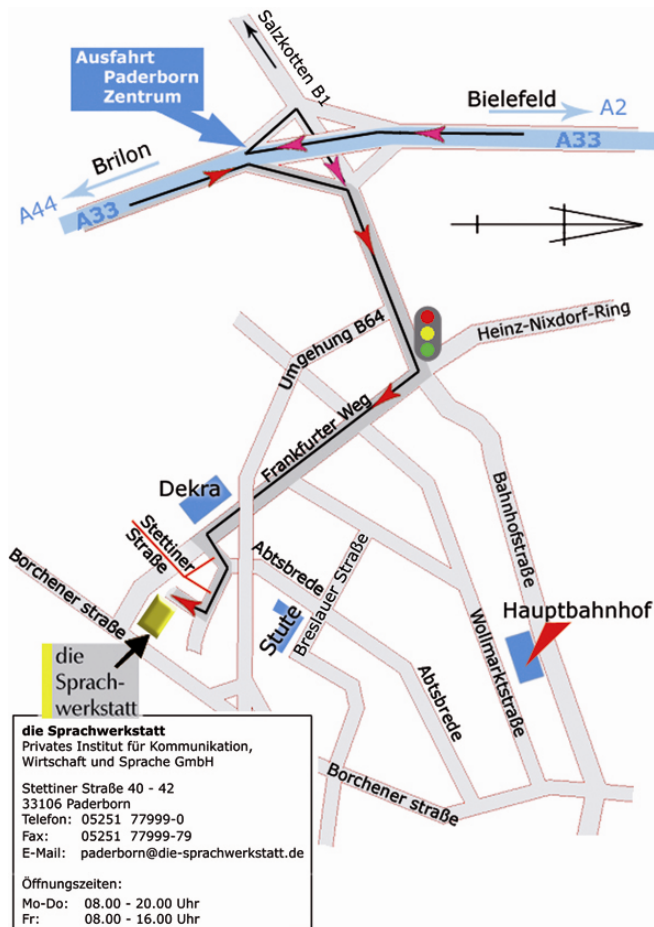 Salzkotten B1
Ausfahrt
Paderborn
Zentrum
Bielefeld
A2
A33
Brilon
A44
A33
Heinz-Nixdorf-Ring
Umgehung B64
Frankfurter Weg
Dekra
Bahnhofstraße
Stettiner
Straße
Abtsbrede
Breslauer Straße
Borchener straße
Stute
Hauptbahnhof
Wollmarktstraße
die
Sprach-
werkstatt
Abtsbrede
Borchener straße
die Sprachwerkstatt
Privates Institut für Kommunikation,
Wirtschaft und Sprache GmbH
Stettiner Straße 40 - 42
33106 Paderborn
Telefon: 05251 77999-0
Fax: 05251 77999-79
E-Mail: paderborn@die-sprachwerkstatt.de
Öffnungszeiten:
Mo-Do: 08.00 - 20.00 Uhr
Fr: 08.00 - 16.00 Uhr